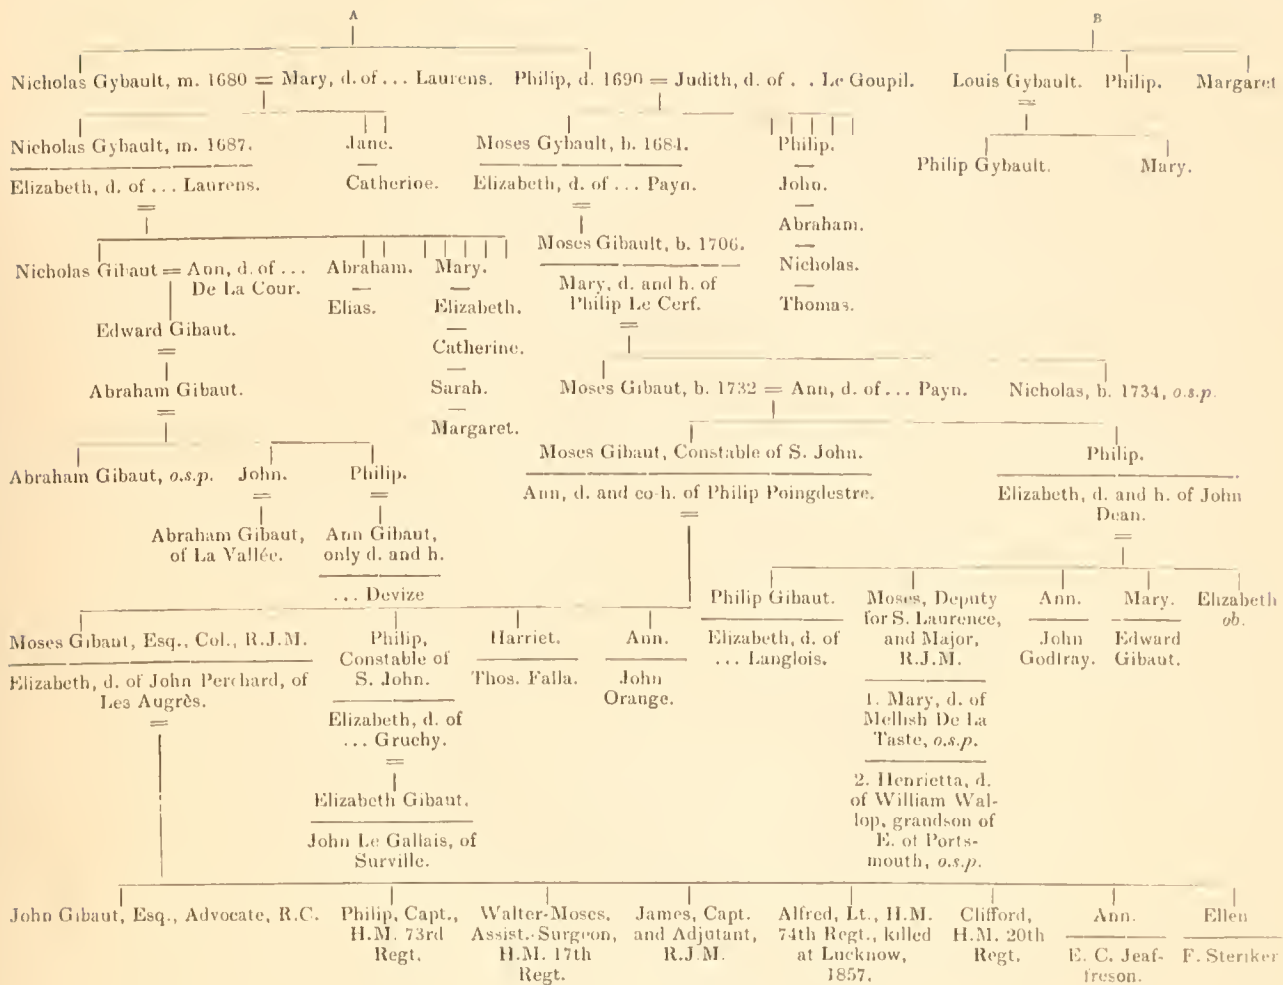 A
B
Nicholas Gybault, m. 1680 = Mary, d. of ... Laurens. Philip, d. 1690 = Judith, d. of . . Le Goupil. Louis Gybault. Philip. Margaret
Nicholas Gybault, m. 1687.
Elizabeth, d. of ... Laurens.
Jane.
Catherine.
Moses Gybault, b. 1684.
Elizabeth, d. of ... Payn.
Philip.
John.
Abraham.
Nicholas.
Thomas.
Philip Gybault. Mary.
Nicholas Gibaut = Ann, d. of ...
De La Cour.
Abraham.
Elias.
Mary.
Elizabeth.
Catherine.
Sarah.
Margaret.
Moses Gibault, b. 1706.
Mary, d. and h. of
Philip Le Cerf.
Edward Gibaut.
Abraham Gibaut.
Moses Gibaut, b. 1732 = Ann, d. of ... Payn. Nicholas, b. 1734, o.s.p.
Abraham Gibaut, o.s.p. John. Philip.
Abraham Gibaut,
of La Vallée.
Ann Gibaut,
only d. and h.
... Devize
Moses Gibaut, Constable of S. John.
Ann, d. and co-h. of Philip Poingdestre.
Philip.
Elizabeth, d. and h. of John
Dean.
Moses Gibaut, Esq., Col., R.J.M.
Elizabeth, d. of John Perchard, of
Les Augrès.
Philip,
Constable of
S. John.
Elizabeth, d. of
... Gruchy.
Elizabeth Gibaut.
John Le Gallais, of
Surville.
Harriet.
Thos. Falla.
Ann.
John
Orange.
Philip Gibaut.
Elizabeth, d. of
... Langlois.
Moses, Deputy
for S. Laurence,
and Major,
R.J.M.
1. Mary, d. of
Mellish De La
Taste, o.s.p.
2. Henrietta, d.
of William Wal-
lop, grandson of
E. of Ports-
mouth, o.s.p.
Ann.
John
Godfray.
Mary.
Edward
Gibaut.
Elizabeth
ob.
John Gibaut, Esq., Advocate, R.C.
Philip, Capt.,
H.M. 73rd
Regt.
Walter-Moses,
Assist.-Surgeon,
H.M. 17th
Regt.
James, Capt.
and Adjutant,
R.J.M.
Alfred, Lt., H.M.
74th Regt., killed
at Lucknow,
1857.
Clifford,
H.M. 20th
Regt.
Ann.
E. C. Jeaf-
freson.
Ellen
F. Steriker